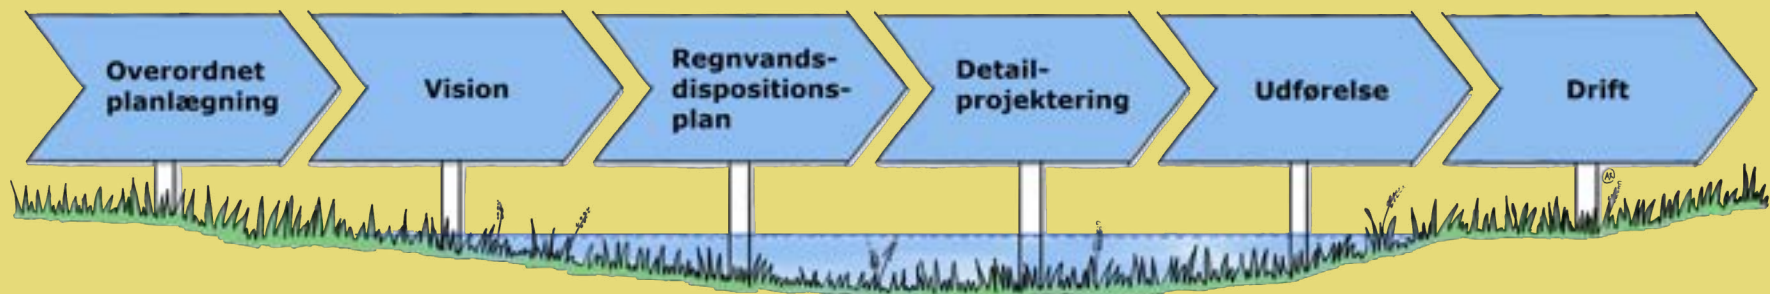 Overordnet
planlægning
Vision
Regnvands-
dispositions-
plan
Detail-
projektering
Udførelse
Drift